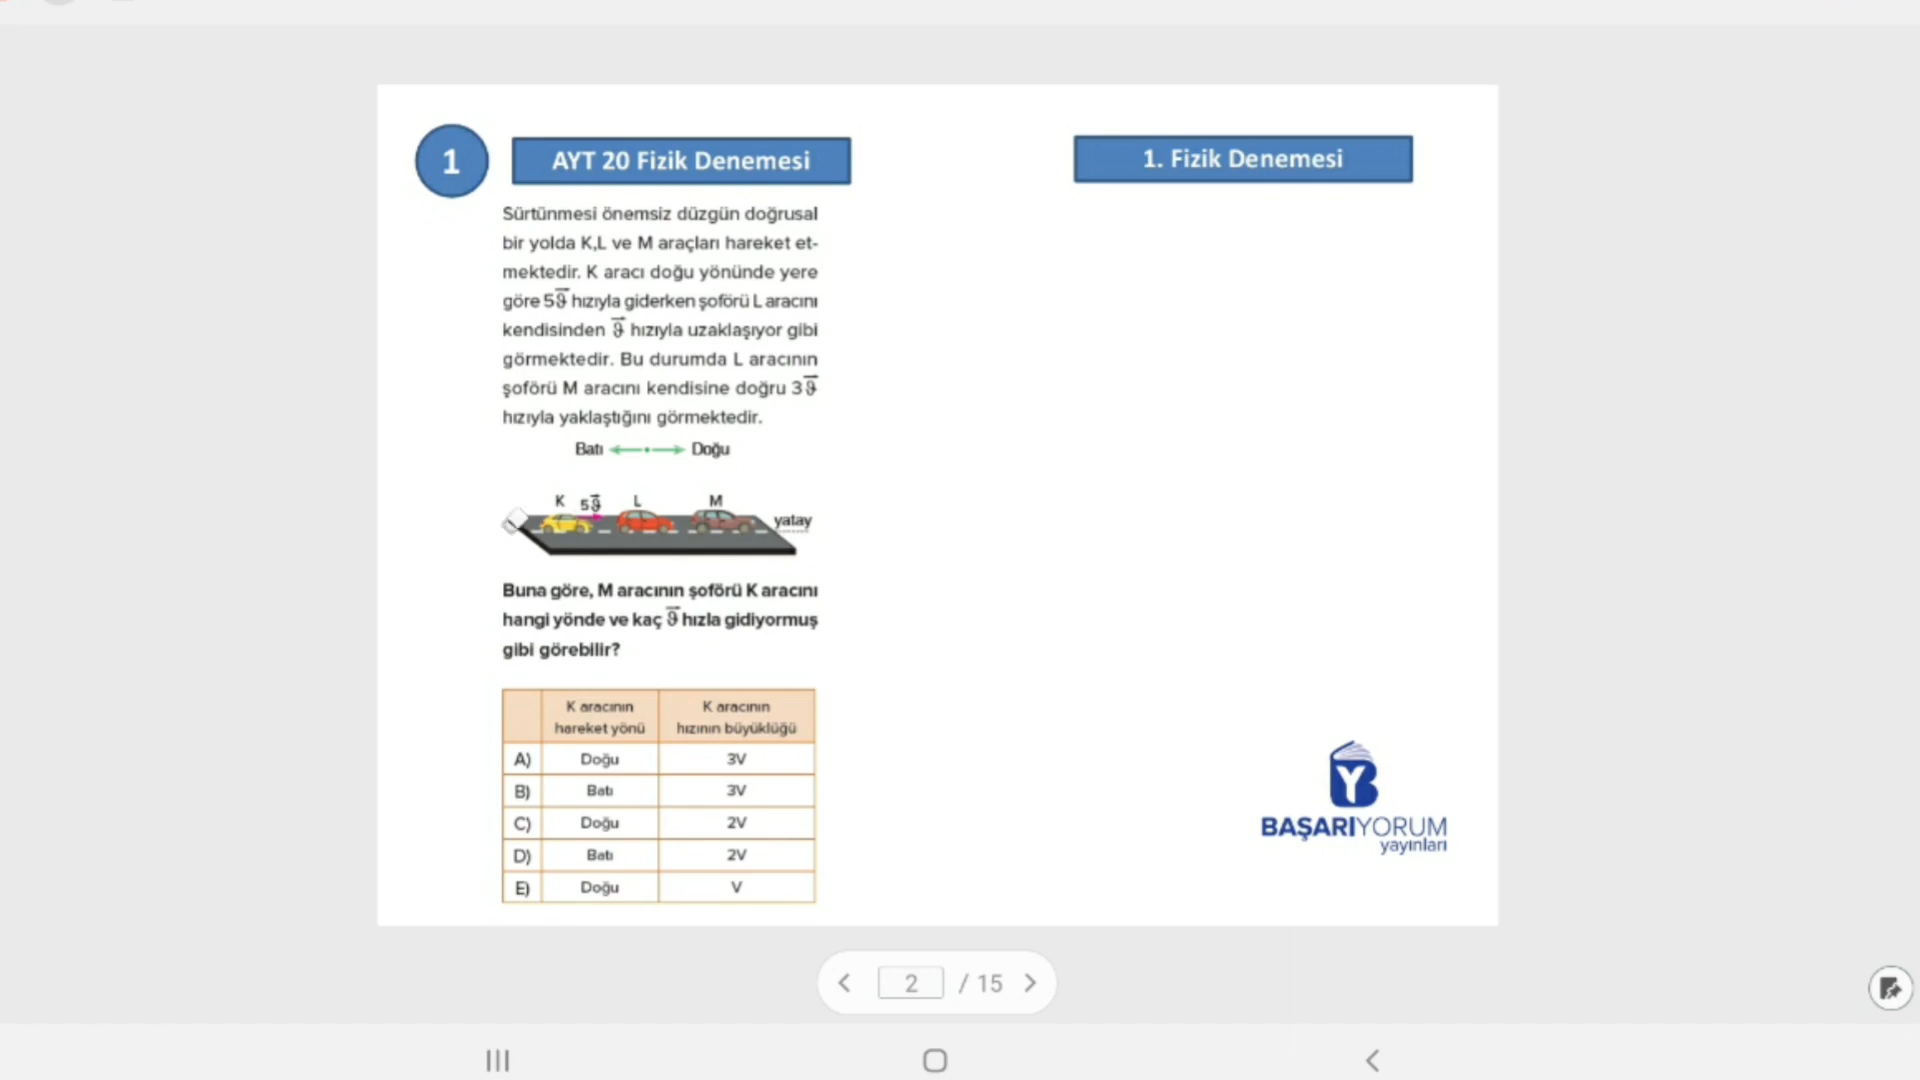 1
AYT 20 Fizik Denemesi
1. Fizik Denemesi
Sürtünmesi önemsiz düzgün doğrusal
bir yolda K,L ve M araçları hareket et-
mektedir. K aracı doğu yönünde yere
göre 5ϑ⃗ hızıyla giderken şoförü L aracını
kendisinden ϑ⃗ hızıyla uzaklaşıyor gibi
görmektedir. Bu durumda L aracının
şoförü M aracını kendisine doğru 3ϑ⃗
hızıyla yaklaştığını görmektedir.
Batı Doğu
K 5ϑ⃗ L M
yatay
Buna göre, M aracının şoförü K aracını
hangi yönde ve kaç ϑ⃗ hızla gidiyormuş
gibi görebilir?
K aracının hareket yönü K aracının hızının büyüklüğü
A) Doğu 3V
B) Batı 3V
C) Doğu 2V
D) Batı 2V
E) Doğu V
BAŞARIYORUM
yayınları
2 / 15